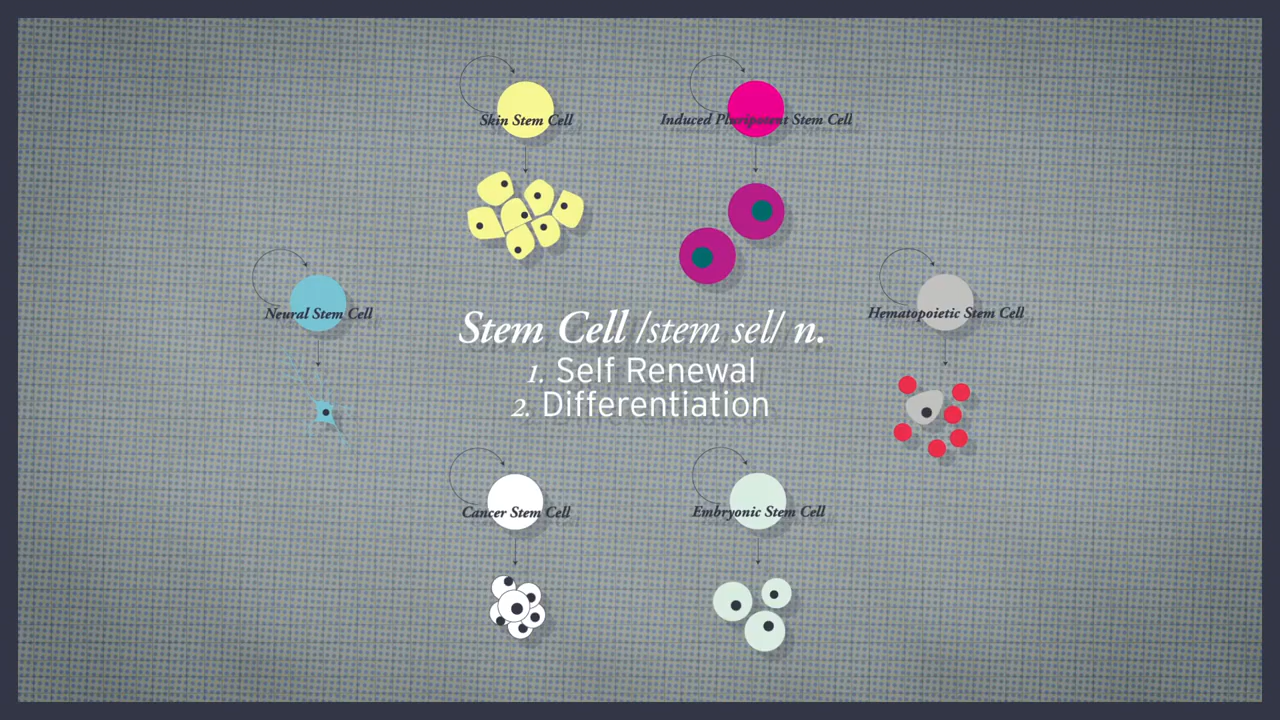 Skin Stem Cell
Induced Pluripotent Stem Cell
Neural Stem Cell
Hematopoietic Stem Cell
Stem Cell /stem sel/ n.
1. Self Renewal
2. Differentiation
Cancer Stem Cell
Embryonic Stem Cell